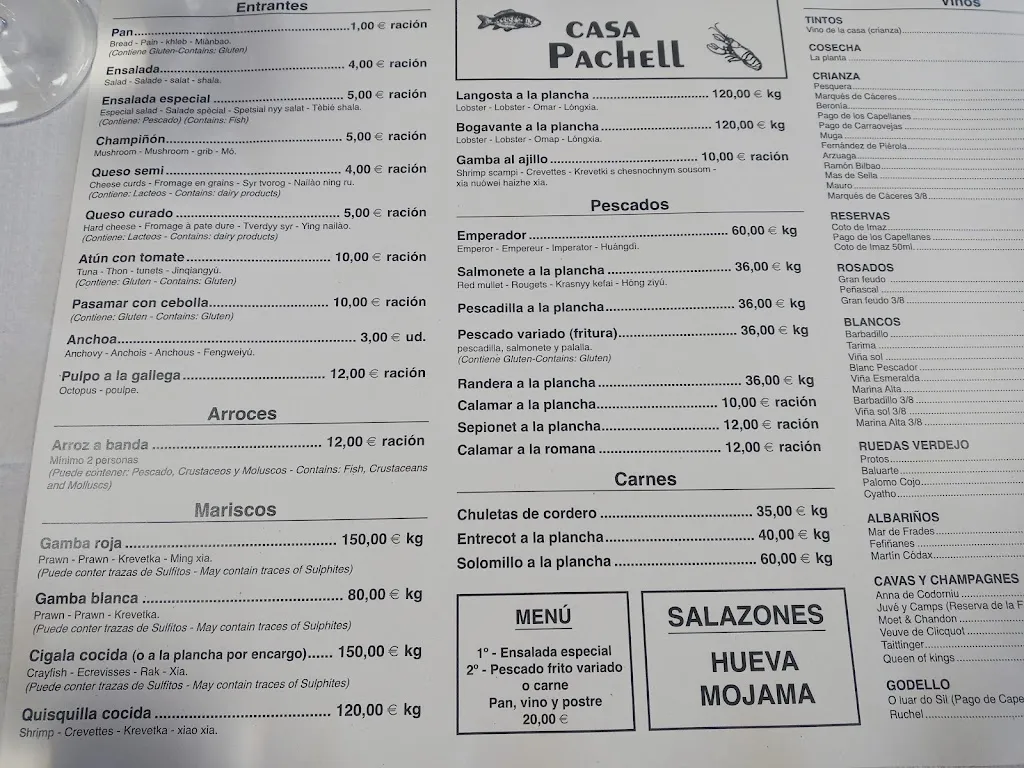 Entrantes
Pan 1,00 € ración
Bread - Pain - khleb - Miànbao.
(Contiene Gluten-Contains: Gluten)
Ensalada 4,00 € ración
Salad - Salade - salat - shala.
Ensalada especial 5,00 € ración
Especial salad - Salade spècial - Spetsial nyy salat - Tèbié shala.
(Contiene: Pescado) (Contains: Fish)
Champiñón 5,00 € ración
Mushroom - Mushroom - grib - Mó.
Queso semi 4,00 € ración
Cheese curds - Fromage en grains - Syr tvorog - Nailào ning ru.
(Contiene: Lacteos - Contains: dairy products)
Queso curado 5,00 € ración
Hard cheese - Fromage à pate dure - Tverdyy syr - Ying nailào.
(Contiene: Lacteos - Contains: dairy products)
Atún con tomate 10,00 € ración
Tuna - Thon - tunets - Jinqiangyú.
(Contiene: Gluten - Contains: Gluten)
Pasamar con cebolla 10,00 € ración
(Contiene: Gluten - Contains: Gluten)
Anchoa 3,00 € ud.
Anchovy - Anchois - Anchous - Fengweiyú.
Pulpo a la gallega 12,00 € ración
Octopus - poulpe.
Arroces
Arroz a banda 12,00 € ración
Mínimo 2 personas
(Puede contener: Pescado, Crustaceos y Moluscos - Contains: Fish, Crustaceans
and Molluscs)
Mariscos
Gamba roja 150,00 € kg
Prawn - Prawn - Krevetka - Ming xia.
(Puede conter trazas de Sulfitos - May contain traces of Sulphites)
Gamba blanca 80,00 € kg
Prawn - Prawn - Krevetka.
(Puede conter trazas de Sulfitos - May contain traces of Sulphites)
Cigala cocida (o a la plancha por encargo) 150,00 € kg
Crayfish - Ecrevisses - Rak - Xia.
(Puede conter trazas de Sulfitos - May contain traces of Sulphites)
Quisquilla cocida 120,00 € kg
Shrimp - Crevettes - Krevetka - xiao xia.
CASA
PACHELL
Langosta a la plancha 120,00 € kg
Lobster - Lobster - Omar - Lóngxia.
Bogavante a la plancha 120,00 € kg
Lobster - Lobster - Omap - Lóngxia.
Gamba al ajillo 10,00 € ración
Shrimp scampi - Crevettes - Krevetki s chesnochnym sousom -
xia nuòwei haizhe xia.
Pescados
Emperador 60,00 € kg
Emperor - Empereur - Imperator - Huángdi.
Salmonete a la plancha 36,00 € kg
Red mullet - Rougets - Krasnyy kefai - Hóng ziyú.
Pescadilla a la plancha 36,00 € kg
Pescado variado (fritura) 36,00 € kg
pescadilla, salmonete y palalla.
(Contiene Gluten-Contains: Gluten)
Randera a la plancha 36,00 € kg
Calamar a la plancha 10,00 € ración
Sepionet a la plancha 12,00 € ración
Calamar a la romana 12,00 € ración
Carnes
Chuletas de cordero 35,00 € kg
Entrecot a la plancha 40,00 € kg
Solomillo a la plancha 60,00 € kg
MENÚ
1º - Ensalada especial
2º - Pescado frito variado
o carne
Pan, vino y postre
20,00 €
SALAZONES
HUEVA
MOJAMA
Vinos
TINTOS
Vino de la casa (crianza)
COSECHA
La planta
CRIANZA
Pesquera
Marqués de Cáceres
Beronia
Pago de los Capellanes
Pago de Carraovejas
Muga
Fernández de Piérola
Arzuaga
Ramón Bilbao
Mas de Sella
Mauro
Marqués de Cáceres 3/8
RESERVAS
Coto de Imaz
Pago de los Capellanes
Coto de Imaz 50ml
ROSADOS
Gran feudo
Peñascal
Gran feudo 3/8
BLANCOS
Barbadillo
Tarima
Viña sol
Blanc Pescador
Viña Esmeralda
Marina Alta
Barbadillo 3/8
Viña sol 3/8
Marina Alta 3/8
RUEDAS VERDEJO
Protos
Baluarte
Palomo Cojo
Cyatho
ALBARIÑOS
Mar de Frades
Fefiñanes
Martín Còdax
CAVAS Y CHAMPAGNES
Anna de Codorniu
Juvé y Camps (Reserva de la F
Moet & Chandon
Veuve de Clicquot
Taittinger
Queen of kings
GODELLO
O luar do Sil (Pago de Cape
Ruchel